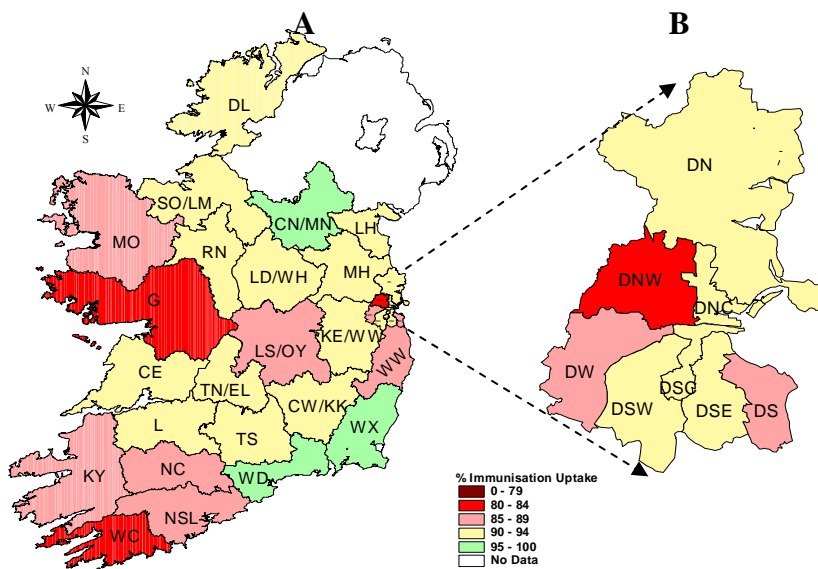 A
B
N
W E
S
DL
SO/LM
CN/MN
LH
MO
RN
LD/WH
MH
G
LS/OY
KE/WW
WW
CE
TN/EL
CW/KK
L
TS
WX
KY
NC
WD
NSL
WC
DN
DNW
DNC
DW
DSC
DSW
DSE
DS
% Immunisation Uptake
0 - 79
80 - 84
85 - 89
90 - 94
95 - 100
No Data